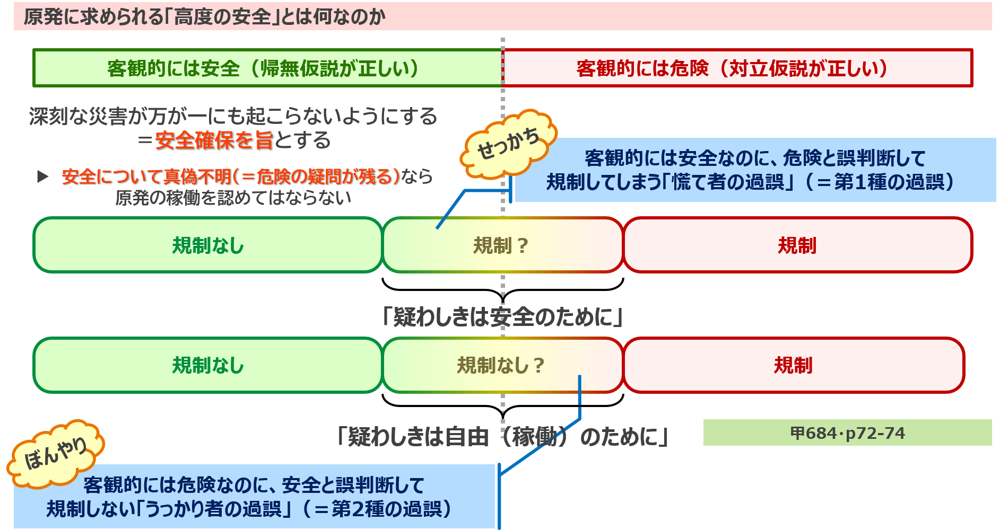 原発に求められる「高度の安全」とは何なのか
客観的には安全（帰無仮説が正しい）
客観的には危険（対立仮説が正しい）
深刻な災害が万が一にも起こらないようにする
＝安全確保を旨とする
▶ 安全について真偽不明（＝危険の疑問が残る）なら
原発の稼働を認めてはならない
せっかち
客観的には安全なのに、危険と誤判断して
規制してしまう「慌て者の過誤」（＝第1種の過誤）
規制なし
規制？
規制
「疑わしきは安全のために」
規制なし
規制なし？
規制
「疑わしきは自由（稼働）のために」
甲684・p72-74
ぼんやり
客観的には危険なのに、安全と誤判断して
規制しない「うっかり者の過誤」（＝第2種の過誤）